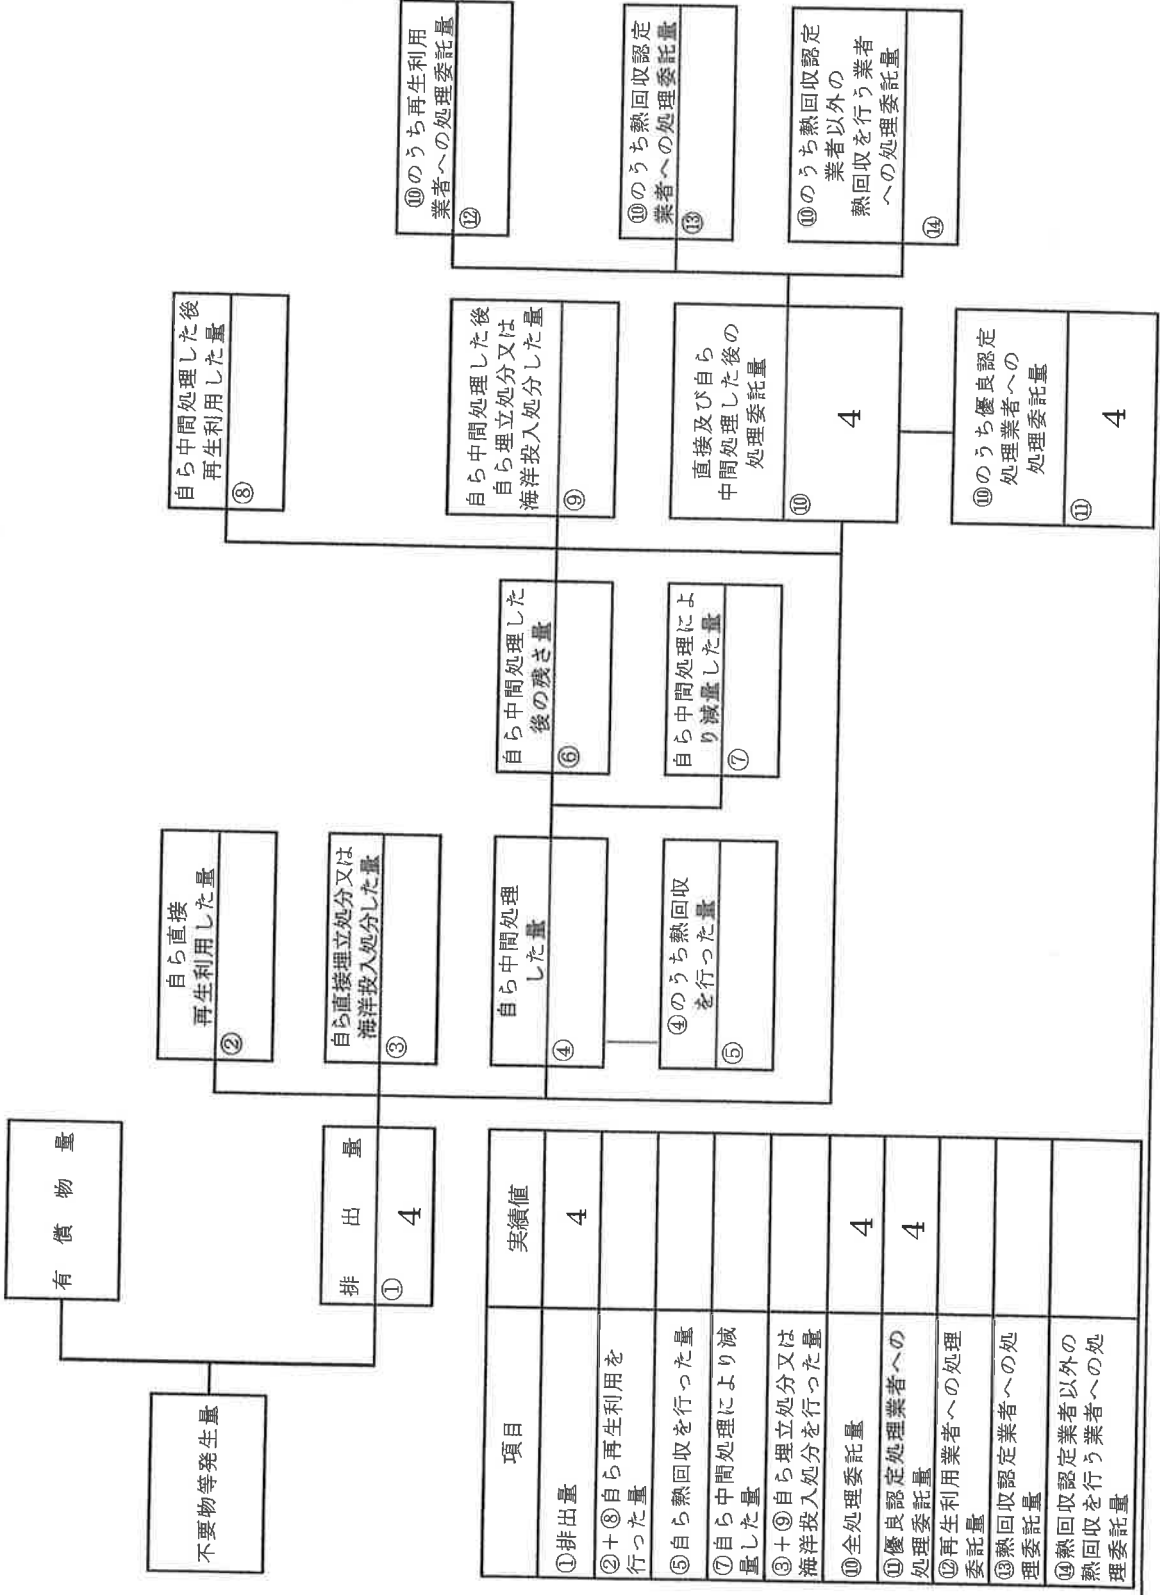 不要物等発生量
有償物量
排出量
①
4
自ら直接
再生利用した量
②
自ら直接埋立処分又は
海洋投入処分した量
③
自ら中間処理
した量
④
④のうち熱回収
を行った量
⑤
自ら中間処理した
後の残さ量
⑥
自ら中間処理によ
り減量した量
⑦
自ら中間処理した後
再生利用した量
⑧
自ら中間処理した後
自ら埋立処分又は
海洋投入処分した量
⑨
直接及び自ら
中間処理した後の
処理委託量
⑩
4
⑩のうち優良認定
処理業者への
処理委託量
⑪
4
⑩のうち再生利用
業者への処理委託量
⑫
⑩のうち熱回収認定
業者への処理委託量
⑬
⑩のうち熱回収認定
業者以外の
熱回収を行う業者
への処理委託量
⑭
項目 実績値
①排出量 4
②+⑧自ら再生利用を
行った量
⑤自ら熱回収を行った量
⑦自ら中間処理により減
量した量
③+⑨自ら埋立処分又は
海洋投入処分を行った量
⑩全処理委託量 4
⑪優良認定処理業者への
処理委託量 4
⑫再生利用業者への処理
委託量
⑬熱回収認定業者への処
理委託量
⑭熱回収認定業者以外の
熱回収を行う業者への処
理委託量